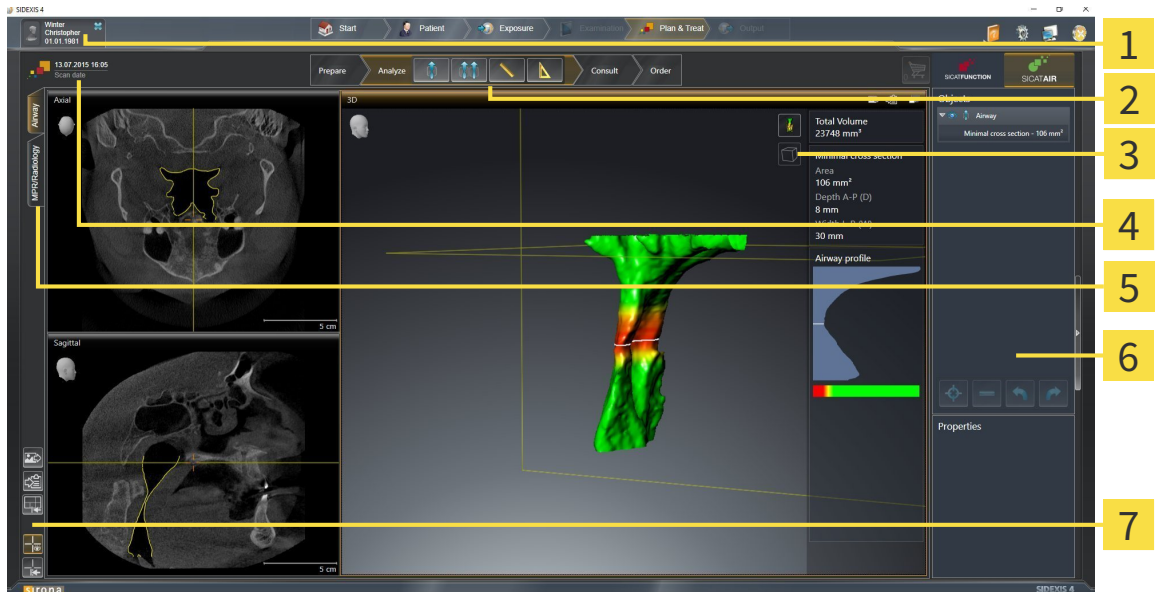 SIDEXIS 4
Winter
Christopher
01.01.1981
Start
Patient
Exposure
Examination
Plan & Treat
Output
1
13.07.2015 16:05
Scan date
Prepare
Analyze
Consult
Order
SICATFUNCTION
SICATAIR
2
Airway
MPR/Radiology
Axial
5 cm
Sagittal
5 cm
3D
Total Volume
23748 mm³
Minimal cross section
Area
106 mm²
Depth A-P (D)
8 mm
30 mm
Airway profile
Objects
Airway
Minimal cross section - 106 mm²
3
4
5
6
Properties
7
sirona
SIDEXIS 4